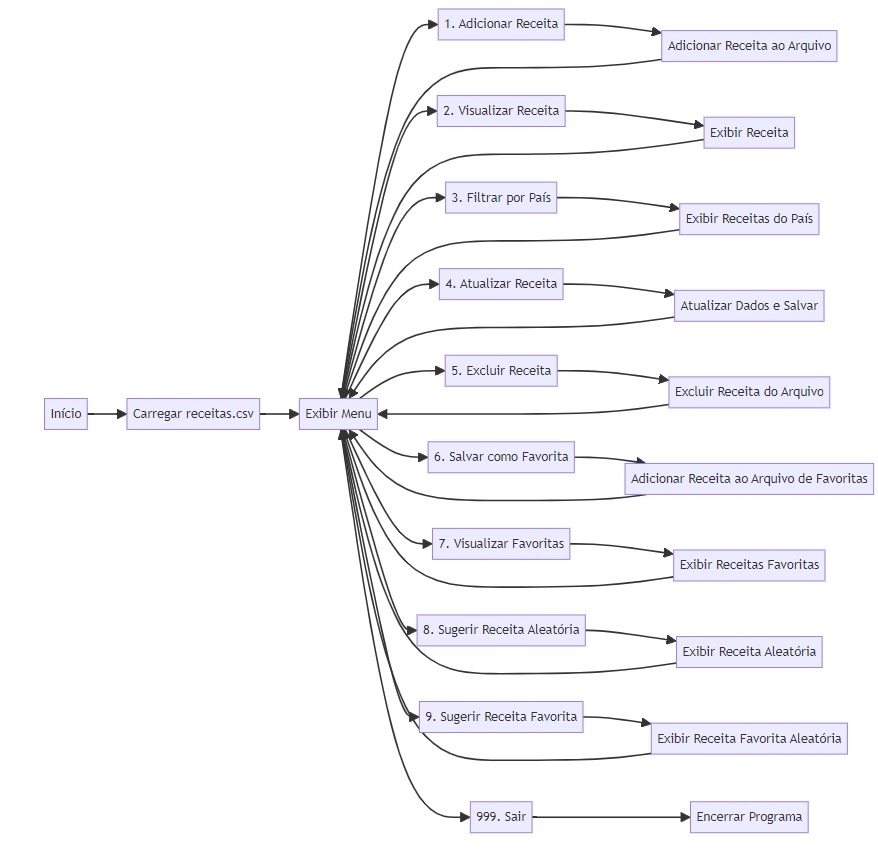 1. Adicionar Receita
Adicionar Receita ao Arquivo
2. Visualizar Receita
Exibir Receita
3. Filtrar por País
Exibir Receitas do País
4. Atualizar Receita
Atualizar Dados e Salvar
5. Excluir Receita
Excluir Receita do Arquivo
Início
Carregar receitas.csv
Exibir Menu
6. Salvar como Favorita
Adicionar Receita ao Arquivo de Favoritas
7. Visualizar Favoritas
Exibir Receitas Favoritas
8. Sugerir Receita Aleatória
Exibir Receita Aleatória
9. Sugerir Receita Favorita
Exibir Receita Favorita Aleatória
999. Sair
Encerrar Programa